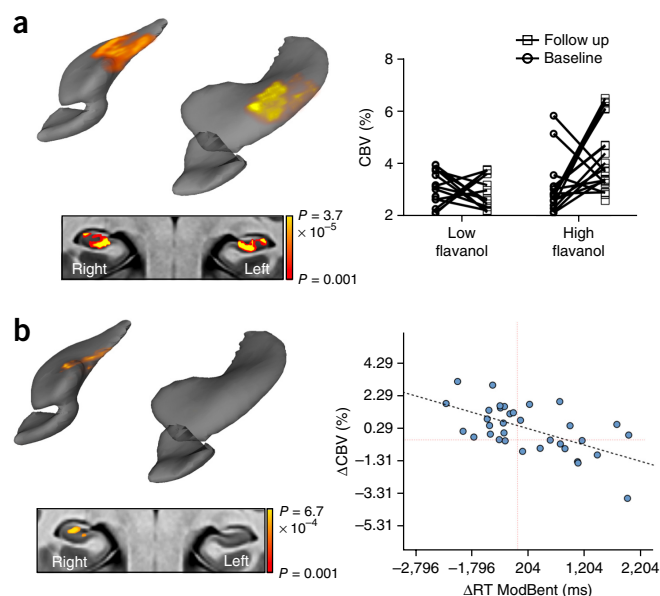 a
Follow up
Baseline
CBV (%)
8
6
4
2
Low
flavanol
High
flavanol
P = 3.7
× 10⁻⁵
P = 0.001
Right
Left
b
P = 6.7
× 10⁻⁴
P = 0.001
Right
Left
ΔCBV (%)
4.29
2.29
0.29
−1.31
−3.31
−5.31
−2,796 −1,796 204 1,204 2,204
ΔRT ModBent (ms)